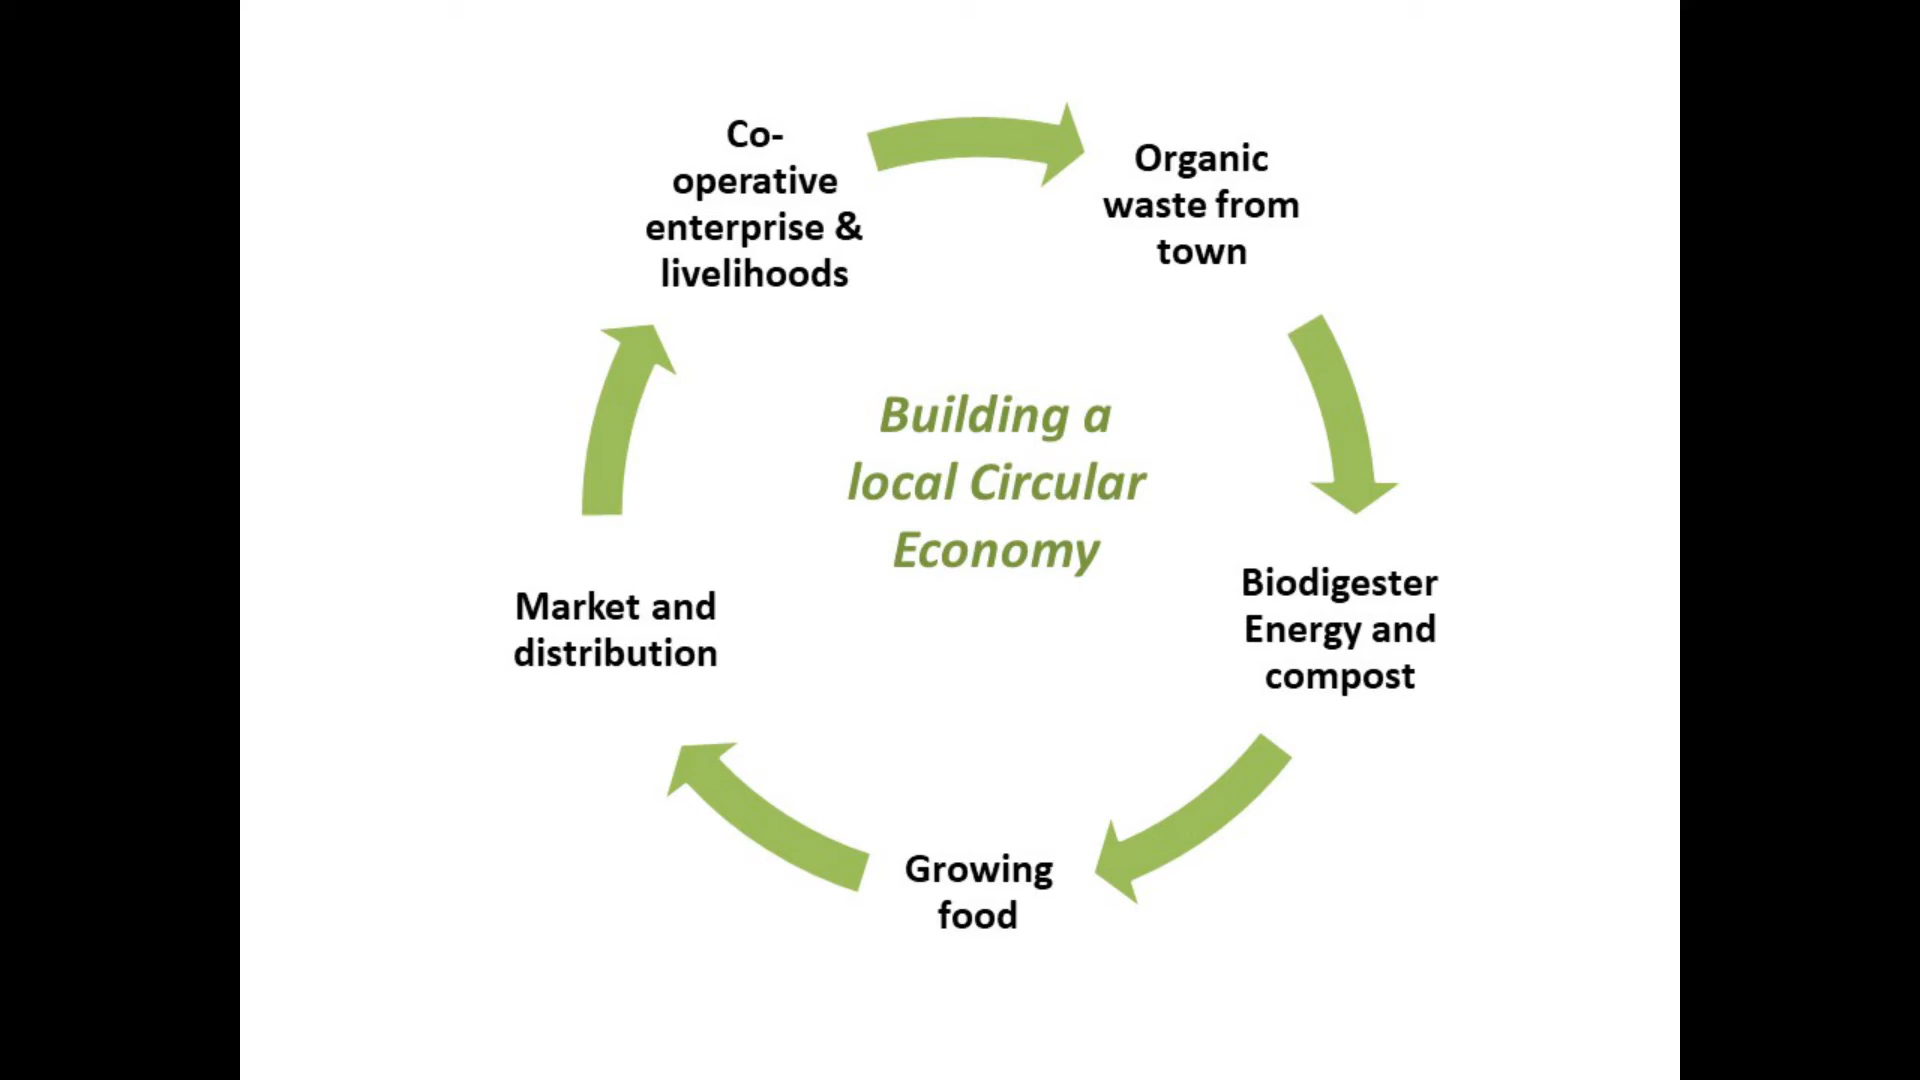 Co-
operative
enterprise &
livelihoods
Organic
waste from
town
Building a
local Circular
Economy
Biodigester
Energy and
compost
Market and
distribution
Growing
food